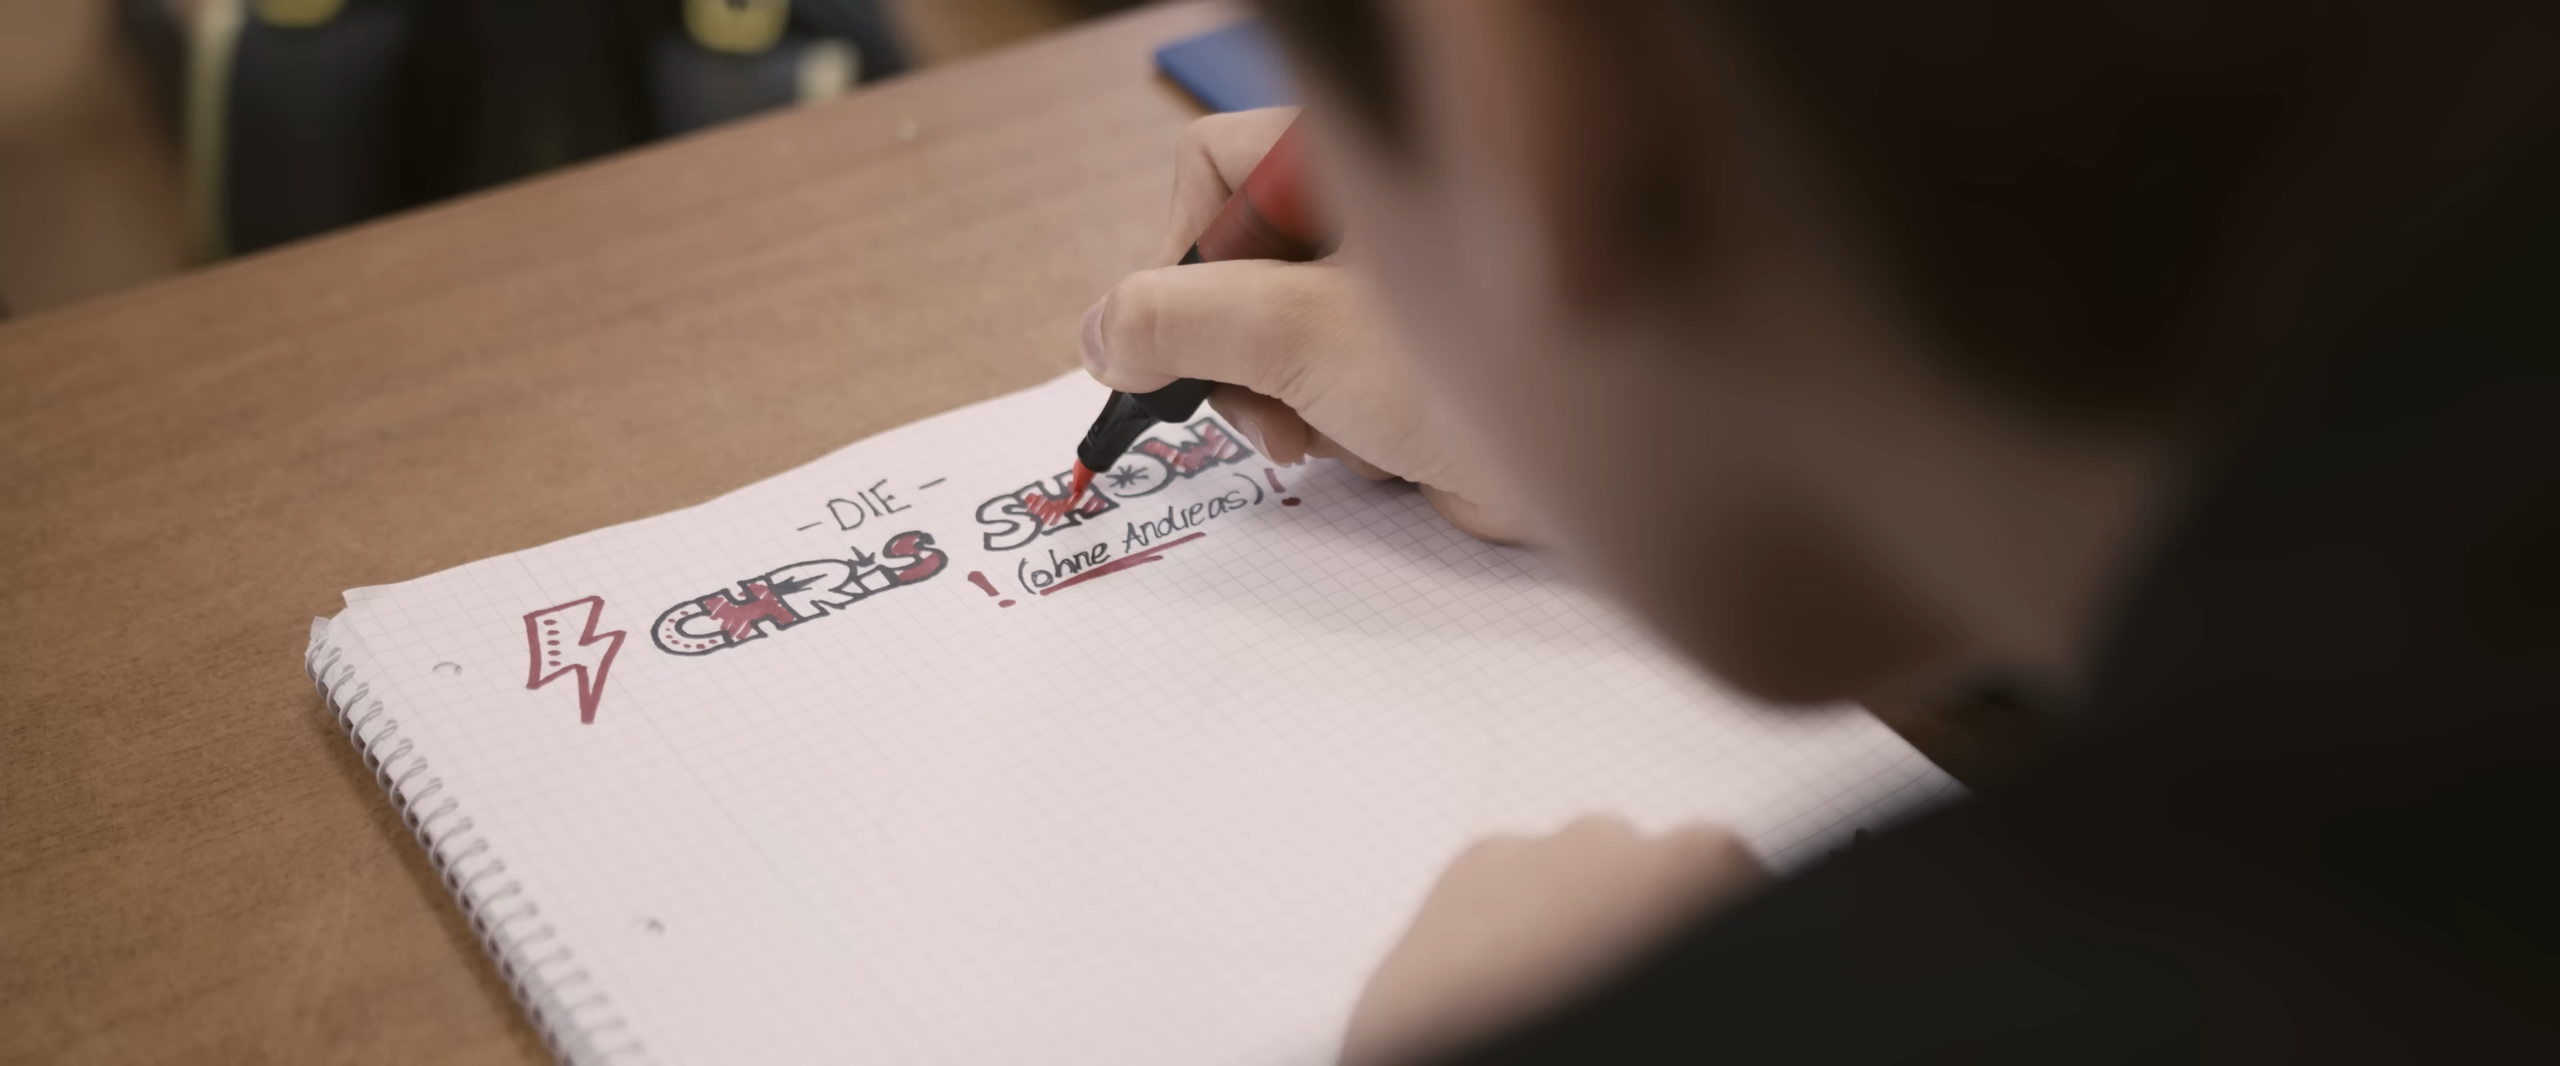 - DIE -
CHRiS SHOW
! (ohne Andreas) !